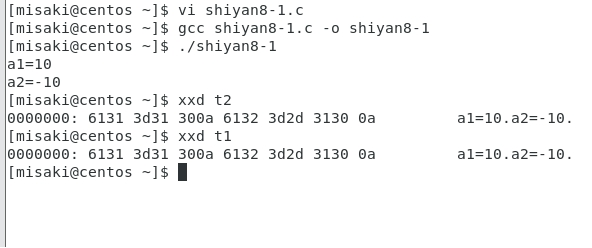 [misaki@centos ~]$ vi shiyan8-1.c
[misaki@centos ~]$ gcc shiyan8-1.c -o shiyan8-1
[misaki@centos ~]$ ./shiyan8-1
a1=10
a2=-10
[misaki@centos ~]$ xxd t2
0000000: 6131 3d31 300a 6132 3d2d 3130 0a         a1=10.a2=-10.
[misaki@centos ~]$ xxd t1
0000000: 6131 3d31 300a 6132 3d2d 3130 0a         a1=10.a2=-10.
[misaki@centos ~]$